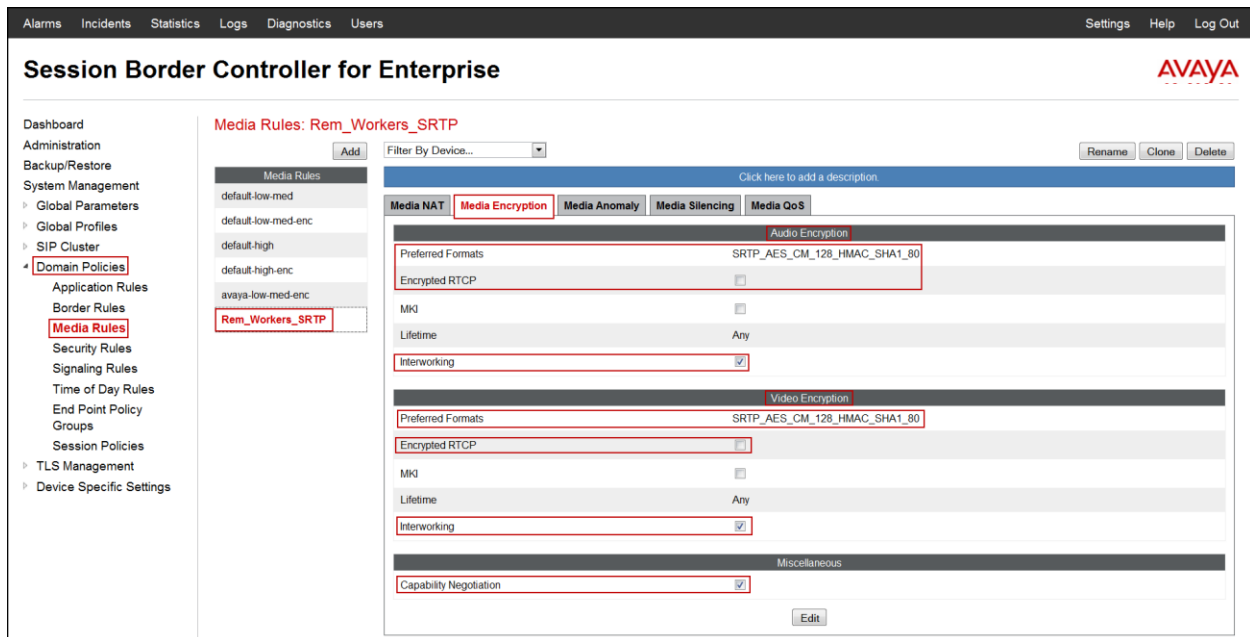 Alarms Incidents Statistics Logs Diagnostics Users Settings Help Log Out
Session Border Controller for Enterprise
AVAYA
Dashboard
Administration
Backup/Restore
System Management
Global Parameters
Global Profiles
SIP Cluster
Domain Policies
Application Rules
Border Rules
Media Rules
Security Rules
Signaling Rules
Time of Day Rules
End Point Policy
Groups
Session Policies
TLS Management
Device Specific Settings
Media Rules: Rem_Workers_SRTP
Add
Filter By Device...
Rename Clone Delete
Media Rules
default-low-med
default-low-med-enc
default-high
default-high-enc
avaya-low-med-enc
Rem_Workers_SRTP
Click here to add a description.
Media NAT Media Encryption Media Anomaly Media Silencing Media QoS
Audio Encryption
Preferred Formats SRTP_AES_CM_128_HMAC_SHA1_80
Encrypted RTCP
MKI
Lifetime Any
Interworking
Video Encryption
Preferred Formats SRTP_AES_CM_128_HMAC_SHA1_80
Encrypted RTCP
MKI
Lifetime Any
Interworking
Miscellaneous
Capability Negotiation
Edit